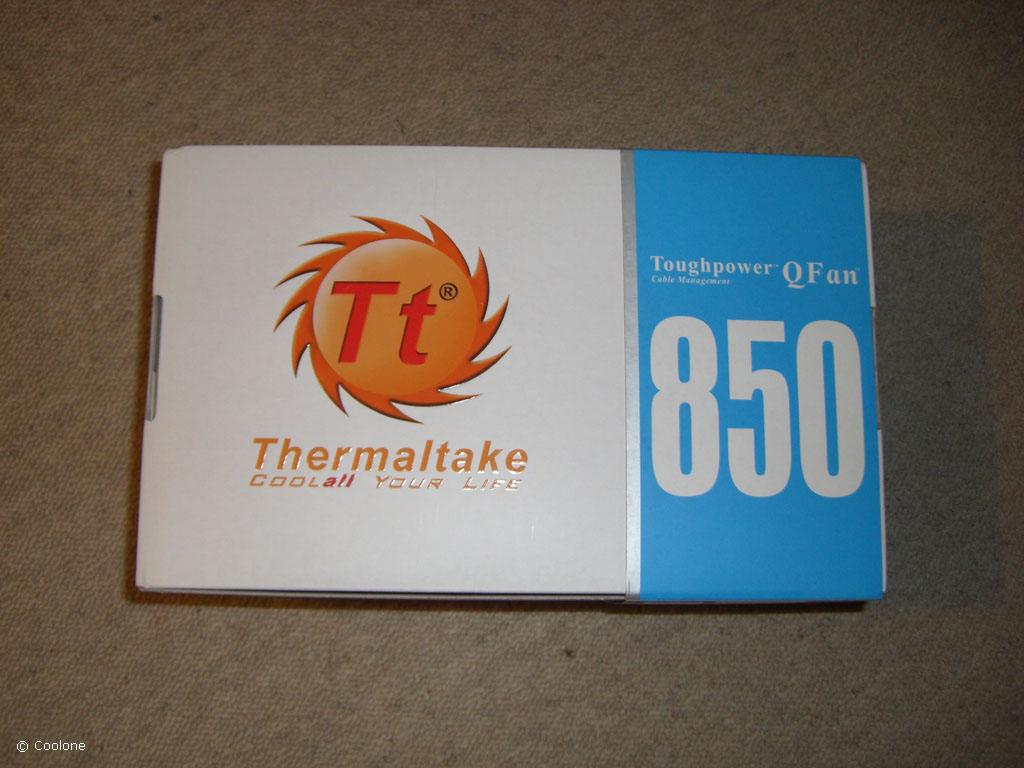 Tt®
Thermaltake
COOLall YOUR LIFE
Toughpower™ QFan™
Cable Management
850
© Coolone